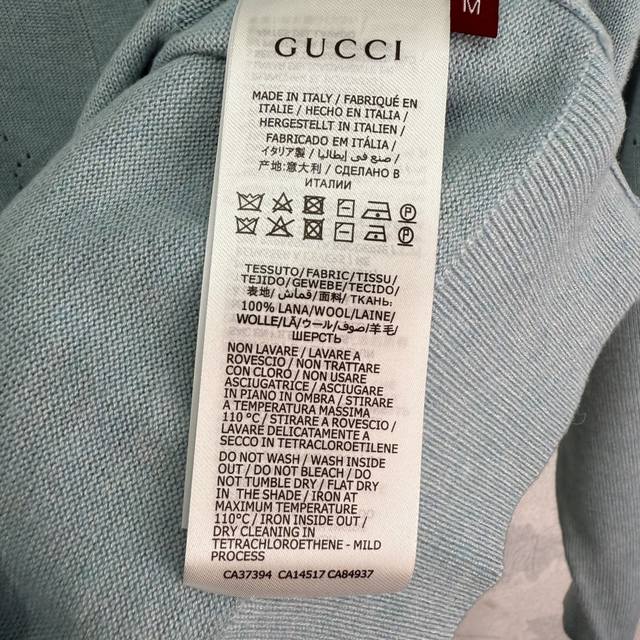 M
GUCCI
MADE IN ITALY / FABRIQUÉ EN
ITALIE / HECHO EN ITALIA /
HERGESTELLT IN ITALIEN /
FABRICADO EM ITÁLIA /
イタリア製 / صنع في إيطاليا /
产地:意大利 / СДЕЛАНО В
ИТАЛИИ
P
P
TESSUTO/FABRIC/TISSU/
TEJIDO/GEWEBE/TECIDO/
表地/قماش/面料/ТКАНЬ:
100% LANA/WOOL/LAINE/
WOLLE/LÃ/ウール/صوف/羊毛/
ШЕРСТЬ
NON LAVARE / LAVARE A
ROVESCIO / NON TRATTARE
CON CLORO / NON USARE
ASCIUGATRICE / ASCIUGARE
IN PIANO IN OMBRA / STIRARE
A TEMPERATURA MASSIMA
110 °C / STIRARE A ROVESCIO /
LAVARE DELICATAMENTE A
SECCO IN TETRACLOROETILENE
DO NOT WASH / WASH INSIDE
OUT / DO NOT BLEACH / DO
NOT TUMBLE DRY / FLAT DRY
IN THE SHADE / IRON AT
MAXIMUM TEMPERATURE
110°C / IRON INSIDE OUT /
DRY CLEANING IN
TETRACHLOROETHENE - MILD
PROCESS
CA37394 CA14517 CA84937